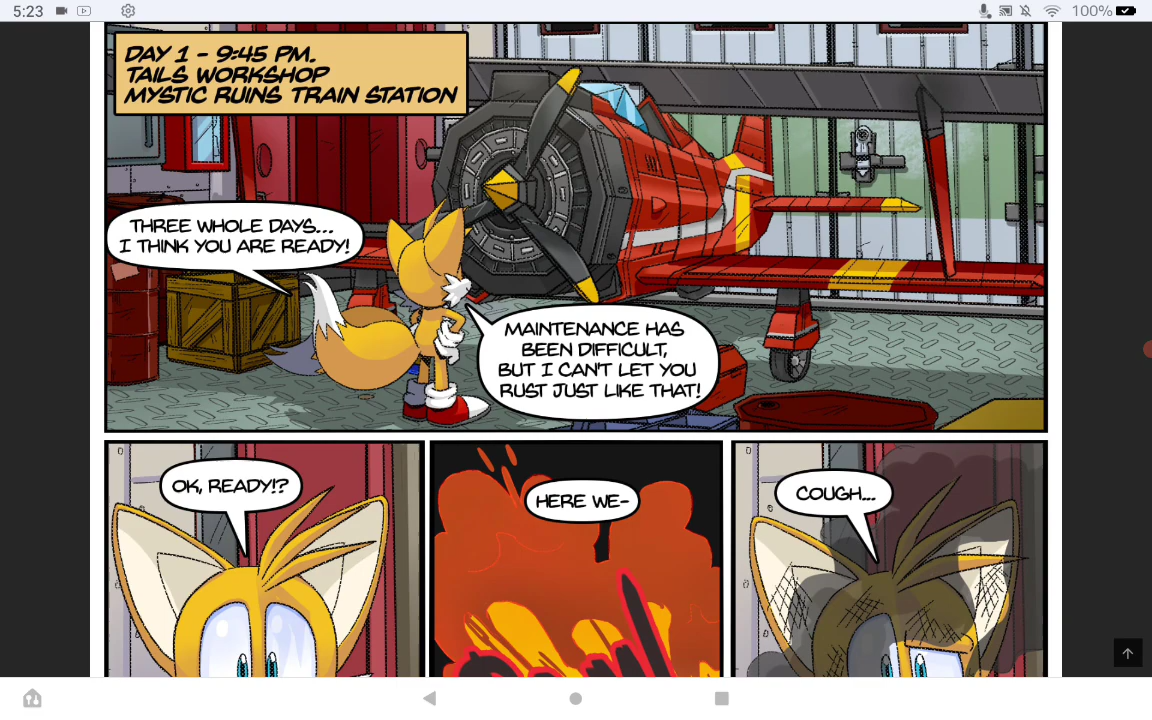 5:23
100%
DAY 1 - 9:45 PM.
TAILS WORKSHOP
MYSTIC RUINS TRAIN STATION
THREE WHOLE DAYS...
I THINK YOU ARE READY!
MAINTENANCE HAS
BEEN DIFFICULT,
BUT I CAN'T LET YOU
RUST JUST LIKE THAT!
OK, READY!?
HERE WE-
COUGH...